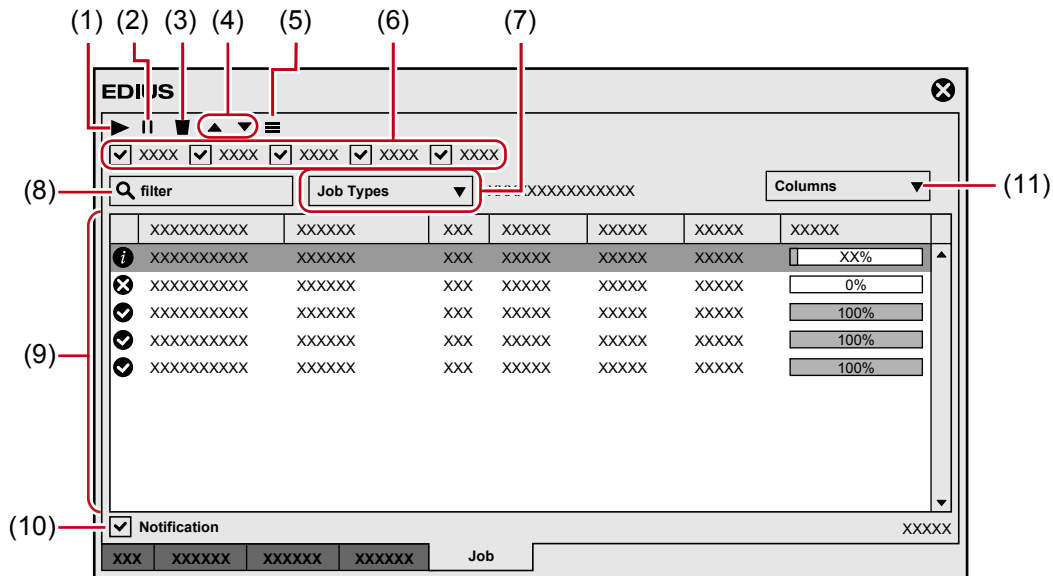 (1) (2) (3) (4) (5) (6) (7)
EDIUS
XXXX XXXX XXXX XXXX XXXX
(8) filter Job Types XXXXXXXXXXXXXXX Columns (11)
XXXXXXXXXX XXXXXX XXX XXXXX XXXXX XXXXX XXXXX
i XXXXXXXXXX XXXXXX XXX XXXXX XXXXX XXXXX XX%
XXXXXXXXXX XXXXXX XXX XXXXX XXXXX XXXXX 0%
XXXXXXXXXX XXXXXX XXX XXXXX XXXXX XXXXX 100%
XXXXXXXXXX XXXXXX XXX XXXXX XXXXX XXXXX 100%
(9) XXXXXXXXXX XXXXXX XXX XXXXX XXXXX XXXXX 100%
(10) Notification XXXXX
XXX XXXXXX XXXXXX XXXXXX Job